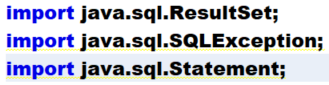 import java.sql.ResultSet;
import java.sql.SQLException;
import java.sql.Statement;